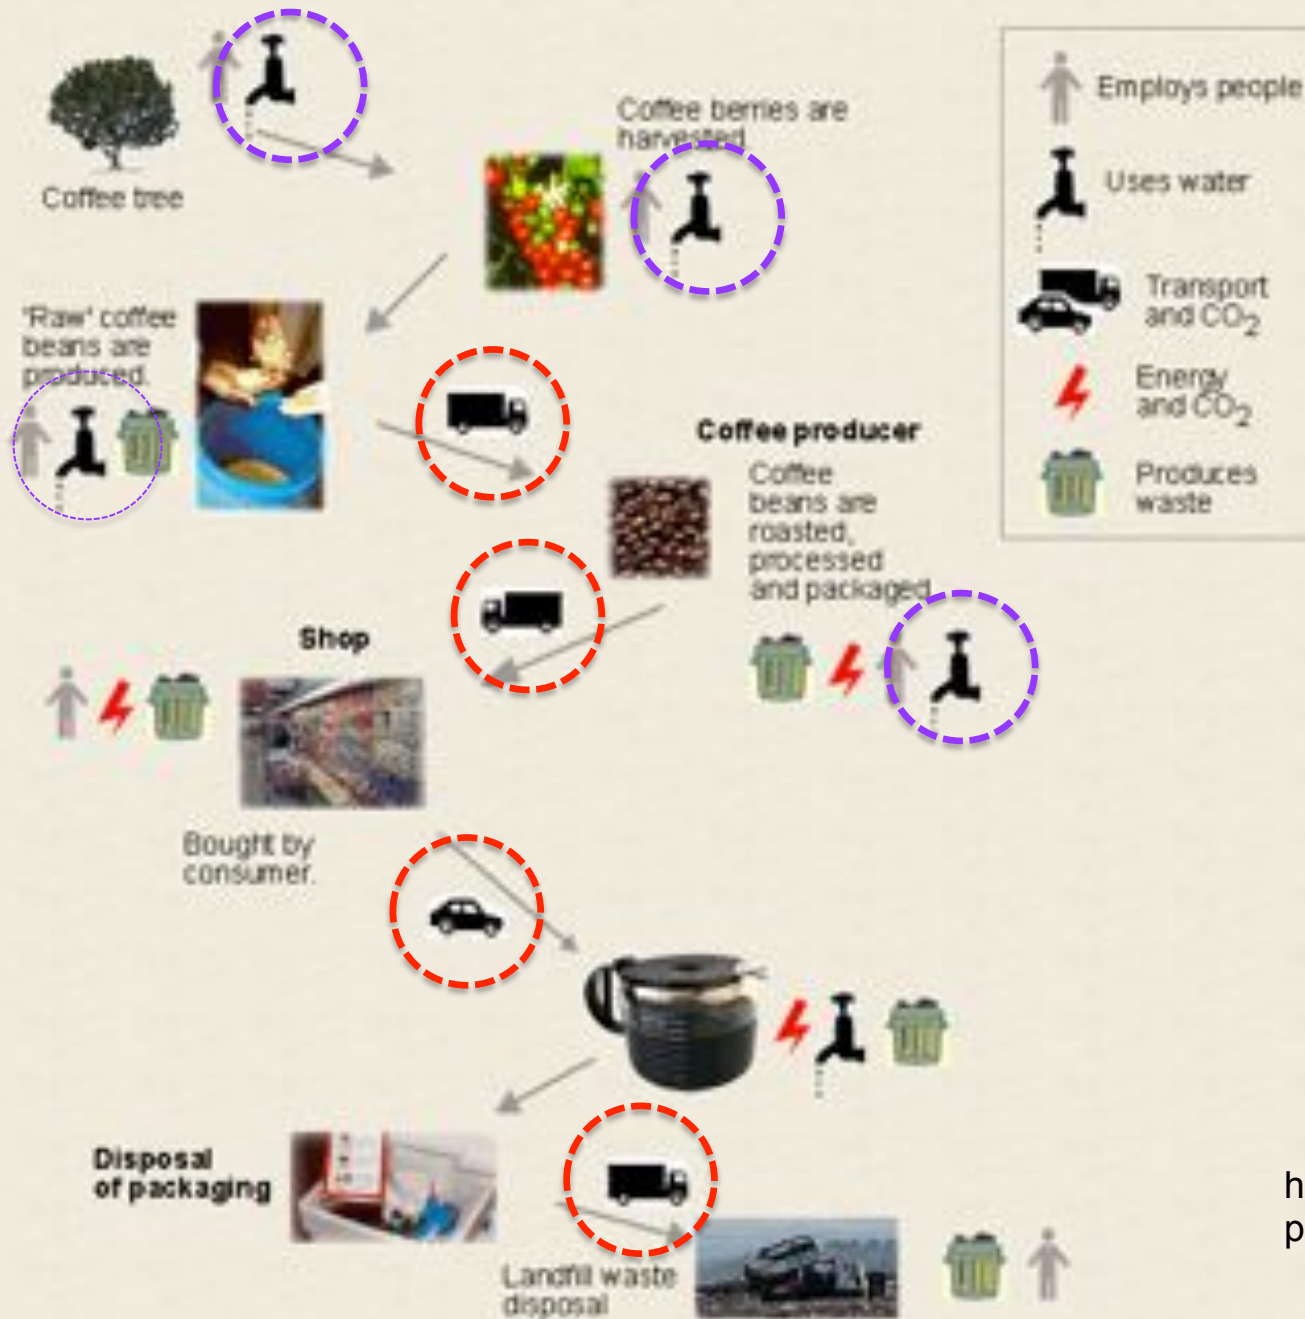 Coffee tree
Coffee berries are
harvested
'Raw' coffee
beans are
produced.
Coffee producer
Coffee
beans are
roasted,
processed
and packaged
Shop
Bought by
consumer.
Disposal
of packaging
Landfill waste
disposal
Employs people
Uses water
Transport
and CO2
Energy
and CO2
Produces
waste
h
p